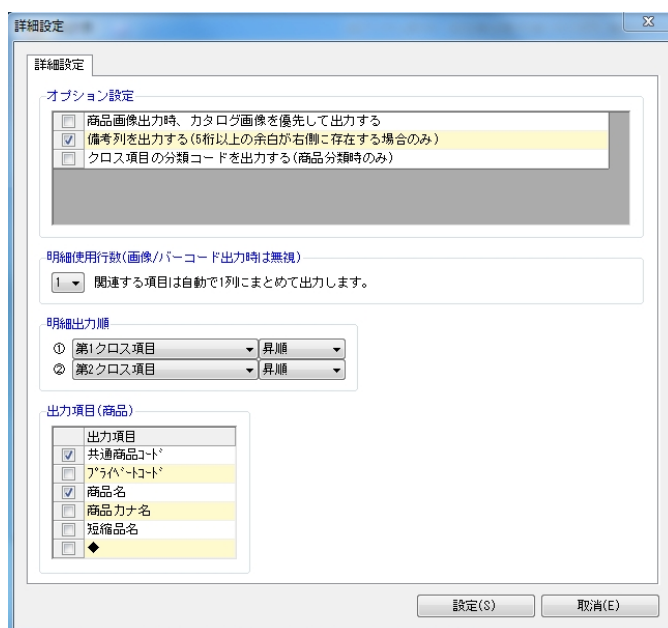 詳細設定
詳細設定
オプション設定
商品画像出力時、カタログ画像を優先して出力する
備考列を出力する(5桁以上の余白が右側に存在する場合のみ)
クロス項目の分類コードを出力する(商品分類時のみ)
明細使用行数(画像/バーコード出力時は無視)
1 関連する項目は自動で1列にまとめて出力します。
明細出力順
① 第1クロス項目 昇順
② 第2クロス項目 昇順
出力項目(商品)
出力項目
共通商品ｺｰﾄﾞ
ﾌﾟﾗｲﾍﾞｰﾄｺｰﾄﾞ
商品名
商品カナ名
短縮品名
◆
設定(S) 取消(E)